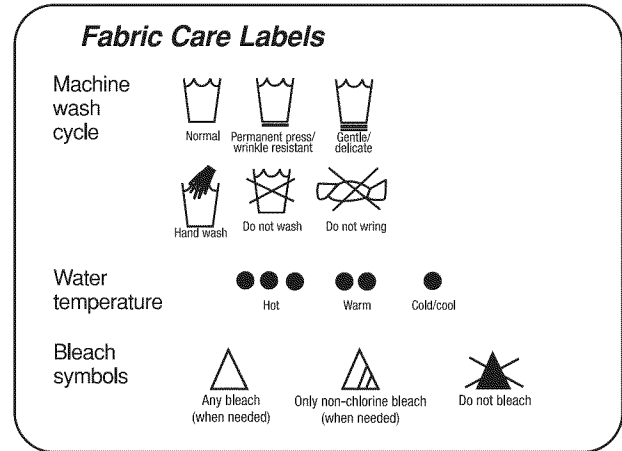 Fabric Care Labels
Machine
wash
cycle
Normal
Permanent press/
wrinkle resistant
Gentle/
delicate
Hand wash
Do not wash
Do not wring
Water
temperature
Hot
Warm
Cold/cool
Bleach
symbols
Any bleach
(when needed)
Only non-chlorine bleach
(when needed)
Do not bleach